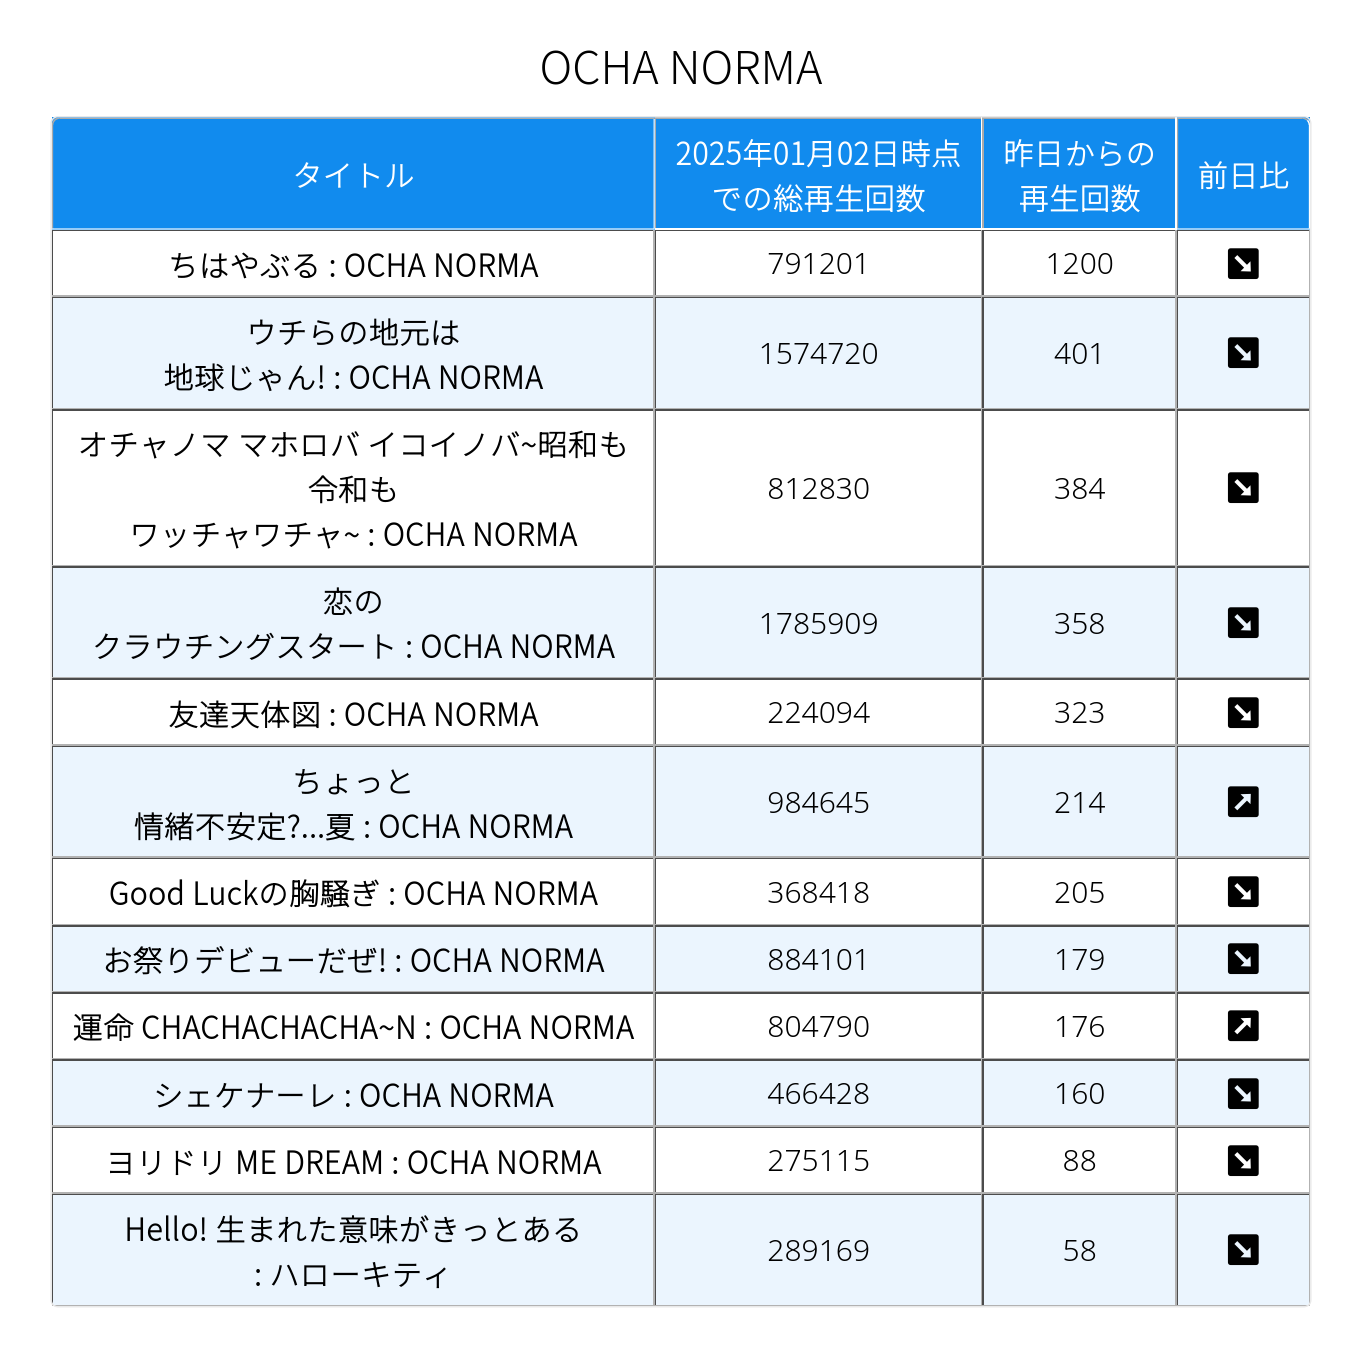 OCHA NORMA
タイトル
2025年01月02日時点
での総再生回数
昨日からの
再生回数
前日比
ちはやぶる : OCHA NORMA
791201
1200
↘
ウチらの地元は
地球じゃん! : OCHA NORMA
1574720
401
↘
オチャノマ マホロバ イコイノバ~昭和も
令和も
ワッチャワチャ~ : OCHA NORMA
812830
384
↘
恋の
クラウチングスタート : OCHA NORMA
1785909
358
↘
友達天体図 : OCHA NORMA
224094
323
↘
ちょっと
情緒不安定?...夏 : OCHA NORMA
984645
214
↗
Good Luckの胸騒ぎ : OCHA NORMA
368418
205
↘
お祭りデビューだぜ! : OCHA NORMA
884101
179
↘
運命 CHACHACHACHA~N : OCHA NORMA
804790
176
↗
シェケナーレ : OCHA NORMA
466428
160
↘
ヨリドリ ME DREAM : OCHA NORMA
275115
88
↘
Hello! 生まれた意味がきっとある
: ハローキティ
289169
58
↘